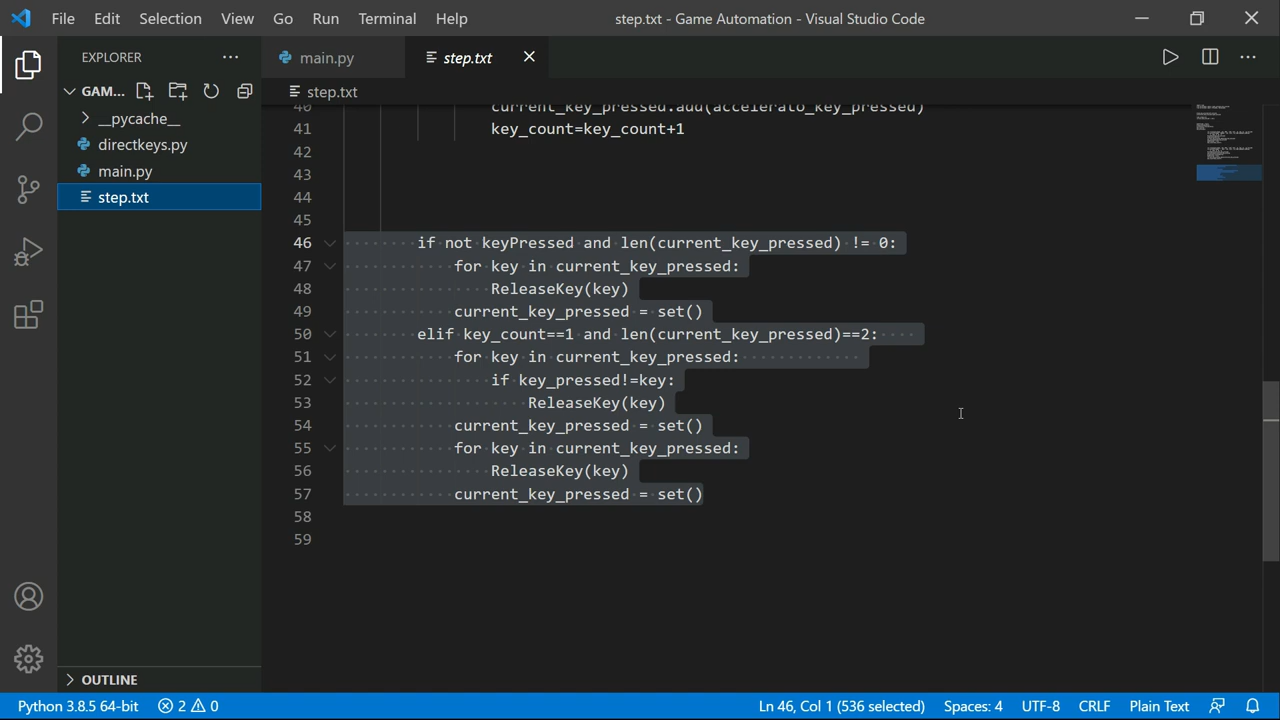 File Edit Selection View Go Run Terminal Help step.txt - Game Automation - Visual Studio Code
EXPLORER
main.py
step.txt
GAM...
step.txt
__pycache__
directkeys.py
main.py
step.txt
40 current_key_pressed.add(accelerato_key_pressed)
41 key_count=key_count+1
42
43
44
45
46 if not keyPressed and len(current_key_pressed) != 0:
47 for key in current_key_pressed:
48 ReleaseKey(key)
49 current_key_pressed = set()
50 elif key_count==1 and len(current_key_pressed)==2:
51 for key in current_key_pressed:
52 if key_pressed!=key:
53 ReleaseKey(key)
54 current_key_pressed = set()
55 for key in current_key_pressed:
56 ReleaseKey(key)
57 current_key_pressed = set()
58
59
OUTLINE
Python 3.8.5 64-bit 2 0 Ln 46, Col 1 (536 selected) Spaces: 4 UTF-8 CRLF Plain Text